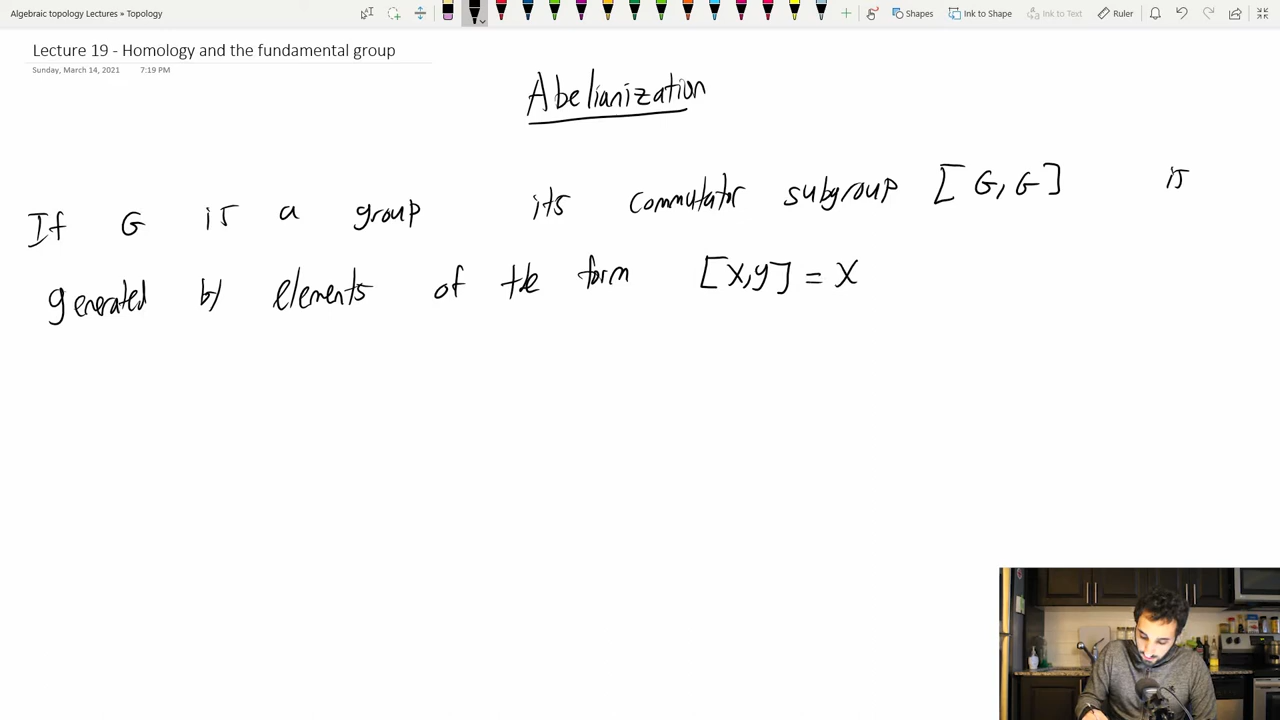 Algebraic topology Lectures » Topology
Shapes
Ink to Shape
Ink to Text
Ruler
Lecture 19 - Homology and the fundamental group
Sunday, March 14, 2021 7:19 PM
Abelianization
If G is a group its commutator subgroup [G,G] is
generated by elements of the form [x,y] = x